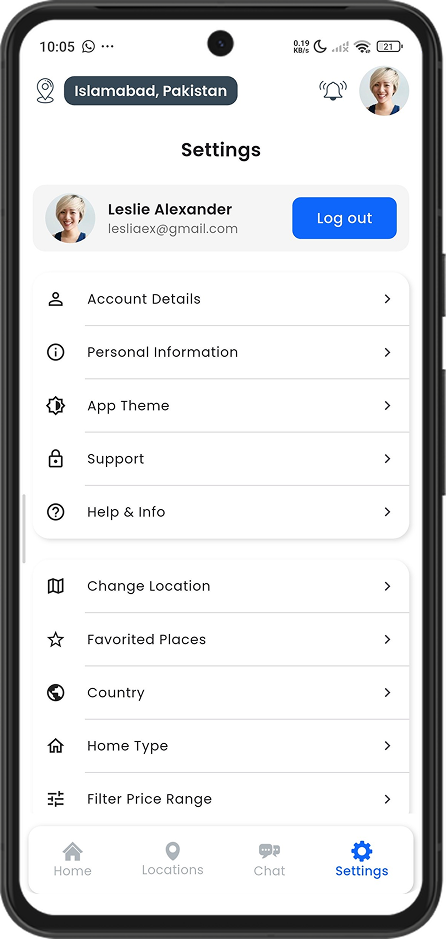 10:05
0.19
KB/s
21
Islamabad, Pakistan
Settings
Leslie Alexander
lesliaex@gmail.com
Log out
Account Details
Personal Information
App Theme
Support
Help & Info
Change Location
Favorited Places
Country
Home Type
Filter Price Range
Home
Locations
Chat
Settings